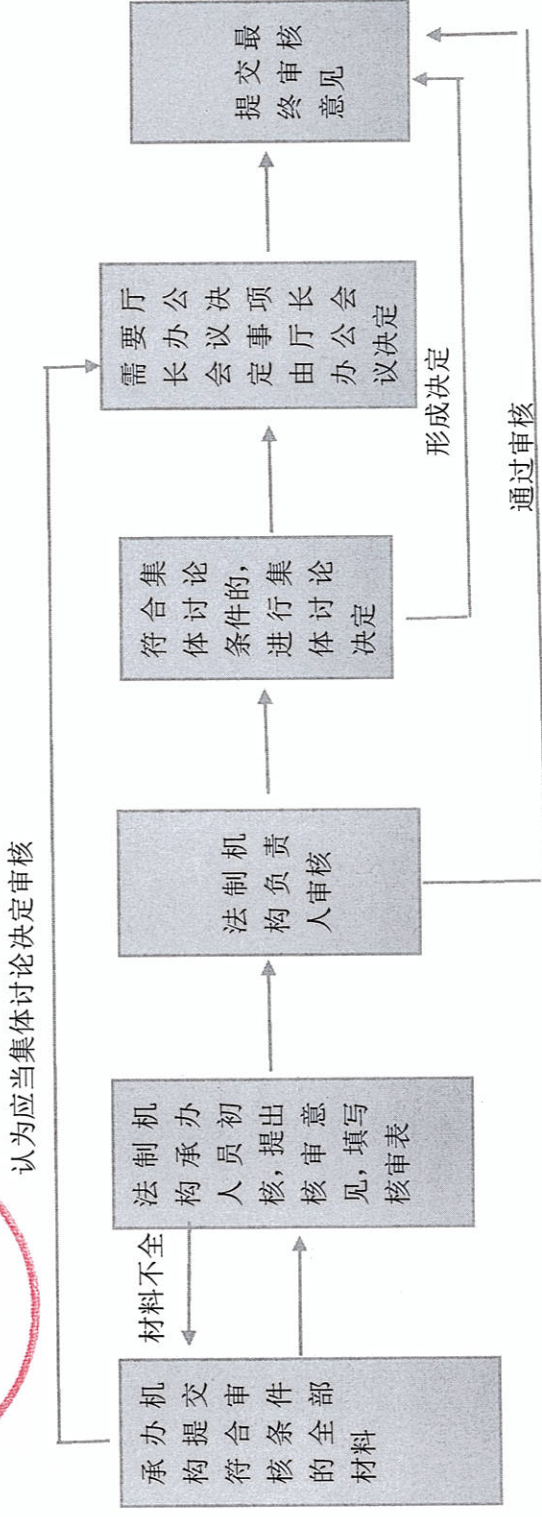 认为应当集体讨论决定审核
承办机
构提交
符合审
核条件
的全部
材料
材料不全
法制机
构承办
人员初
核,提出
核审意
见,填写
核审表
法制机
构负责
人审核
符合集
体讨论
条件的,
进行集
体讨论
决定
需要厅
长办公
会议决
定事项
由厅长
办公会
议决定
提交最
终审核
意见
形成决定
通过审核